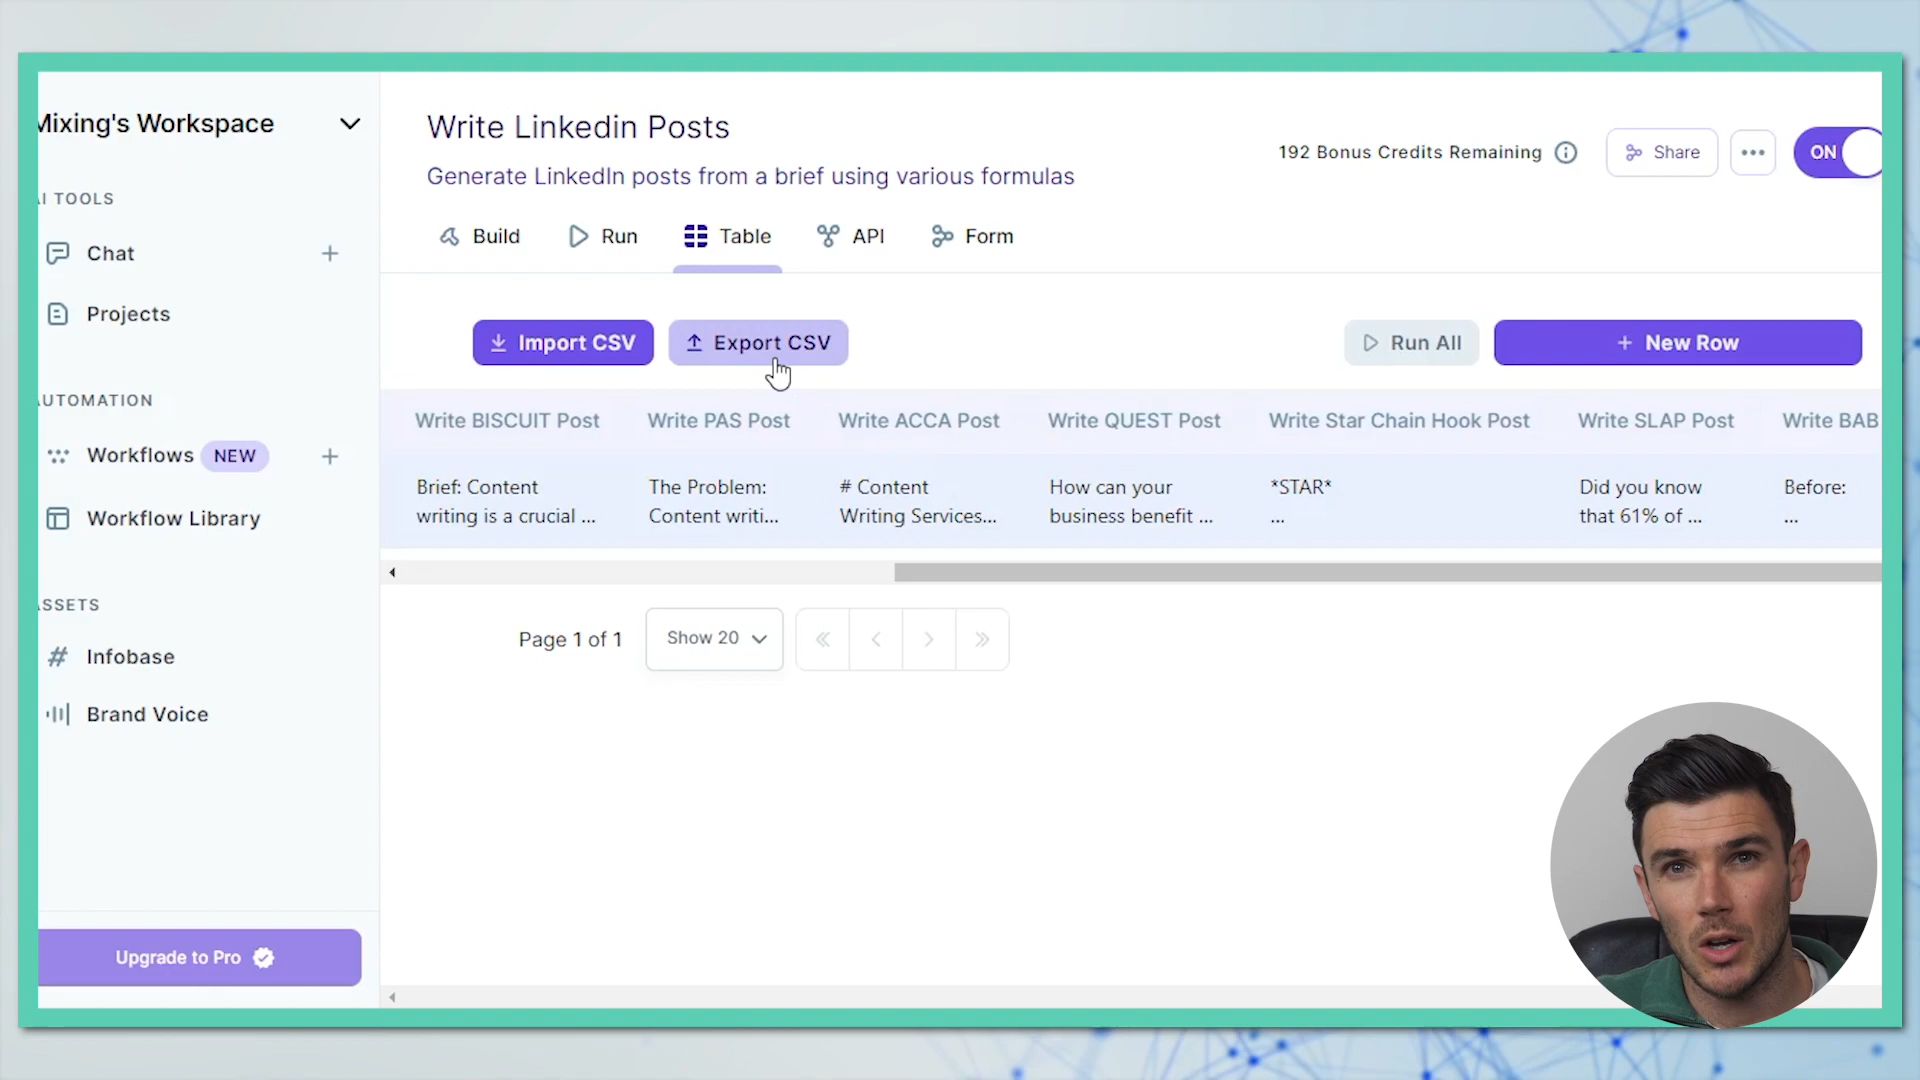 Mixing's Workspace
AI TOOLS
Chat
Projects
AUTOMATION
Workflows NEW
Workflow Library
ASSETS
Infobase
Brand Voice
Upgrade to Pro
Write Linkedin Posts
Generate LinkedIn posts from a brief using various formulas
192 Bonus Credits Remaining
Share
ON
Build Run Table API Form
Import CSV Export CSV Run All + New Row
Write BISCUIT Post Write PAS Post Write ACCA Post Write QUEST Post Write Star Chain Hook Post Write SLAP Post Write BAB
Brief: Content The Problem: # Content How can your *STAR* Did you know Before:
writing is a crucial ... Content writi... Writing Services... business benefit ... ... that 61% of ... ...
Page 1 of 1 Show 20